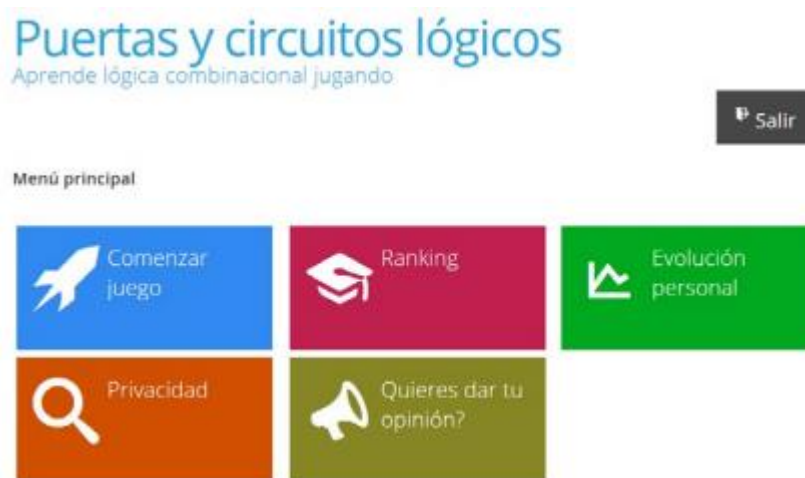 Puertas y circuitos lógicos
Aprende lógica combinacional jugando
Salir
Menú principal
Comenzar
juego
Ranking
Evolución
personal
Privacidad
Quieres dar tu
opinión?